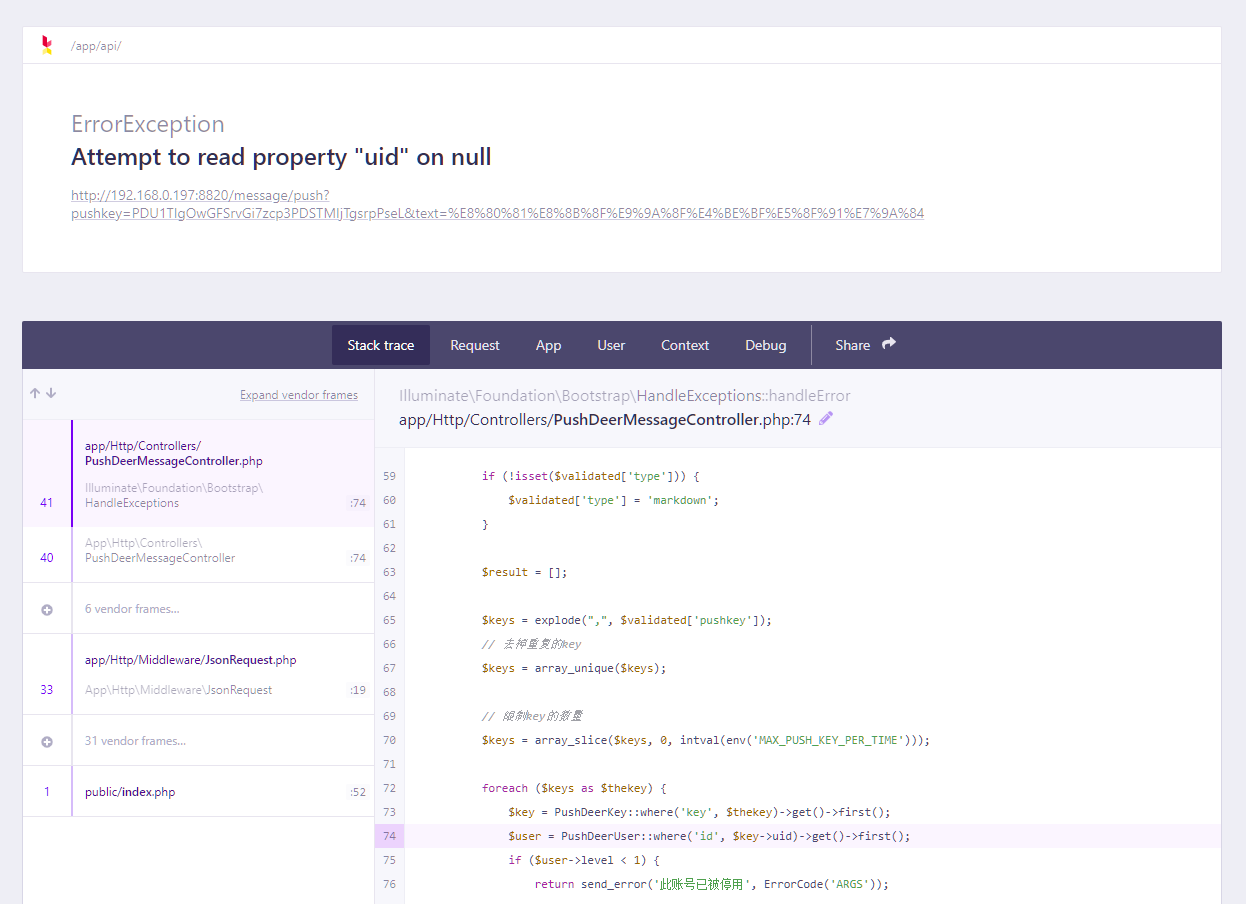 /app/api/
ErrorException
Attempt to read property "uid" on null
http://192.168.0.197:8820/message/push?
pushkey=PDU1TIgOwGFSrvGi7zcp3PDSTMIjTgsrpPseL&text=%E8%80%81%E8%8B%8F%E9%9A%8F%E4%BE%BF%E5%8F%91%E7%9A%84
Stack trace
Request
App
User
Context
Debug
Share
Expand vendor frames
app/Http/Controllers/
PushDeerMessageController.php
Illuminate\Foundation\Bootstrap\
41 HandleExceptions :74
App\Http\Controllers\
40 PushDeerMessageController :74
6 vendor frames...
app/Http/Middleware/JsonRequest.php
33 App\Http\Middleware\JsonRequest :19
31 vendor frames...
1 public/index.php :52
Illuminate\Foundation\Bootstrap\HandleExceptions::handleError
app/Http/Controllers/PushDeerMessageController.php:74
59 if (!isset($validated['type'])) {
60 $validated['type'] = 'markdown';
61 }
62
63 $result = [];
64
65 $keys = explode(",", $validated['pushkey']);
66 // 去掉重复的key
67 $keys = array_unique($keys);
68
69 // 限制key的数量
70 $keys = array_slice($keys, 0, intval(env('MAX_PUSH_KEY_PER_TIME')));
71
72 foreach ($keys as $thekey) {
73 $key = PushDeerKey::where('key', $thekey)->get()->first();
74 $user = PushDeerUser::where('id', $key->uid)->get()->first();
75 if ($user->level < 1) {
76 return send_error('此账号已被停用', ErrorCode('ARGS'));